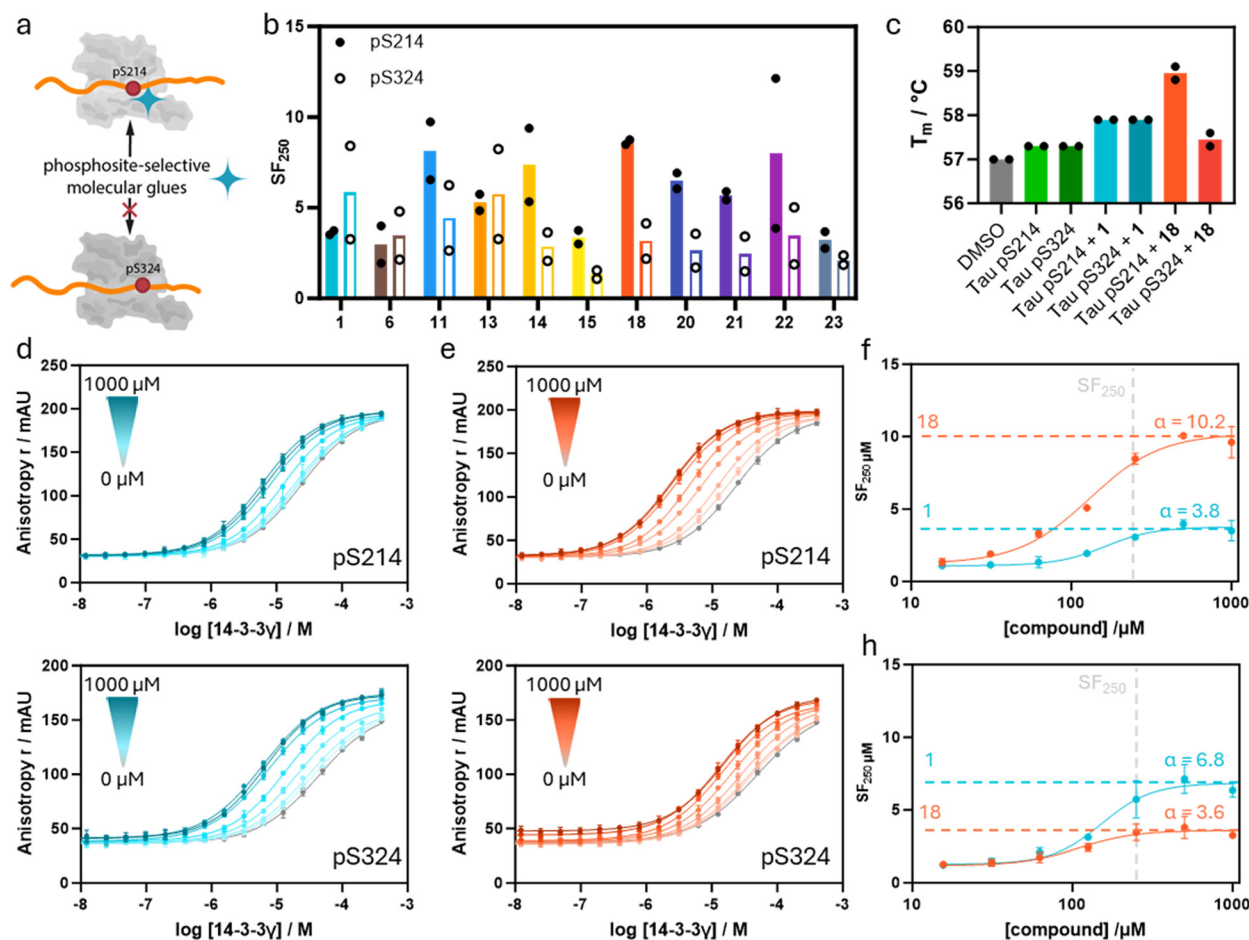 a
pS214
phosphosite-selective
molecular glues
pS324
b
pS214
pS324
SF250
15
10
5
0
1 6 11 13 14 15 18 20 21 22 23
c
Tm / °C
60
59
58
57
56
DMSO
Tau pS214
Tau pS324
Tau pS214 + 1
Tau pS324 + 1
Tau pS214 + 18
Tau pS324 + 18
d
1000 µM
0 µM
Anisotropy r / mAU
250
200
150
100
50
0
pS214
-8 -7 -6 -5 -4 -3
log [14-3-3γ] / M
e
1000 µM
0 µM
Anisotropy r / mAU
250
200
150
100
50
0
pS214
-8 -7 -6 -5 -4 -3
log [14-3-3γ] / M
f
SF250 µM
15
10
5
0
SF250
18
α = 10.2
1
α = 3.8
10 100 1000
[compound] /µM
1000 µM
0 µM
Anisotropy r / mAU
200
150
100
50
0
pS324
-8 -7 -6 -5 -4 -3
log [14-3-3γ] / M
1000 µM
0 µM
Anisotropy r / mAU
200
150
100
50
0
pS324
-8 -7 -6 -5 -4 -3
log [14-3-3γ] / M
h
SF250 µM
15
10
5
0
SF250
1
α = 6.8
18
α = 3.6
10 100 1000
[compound] /µM